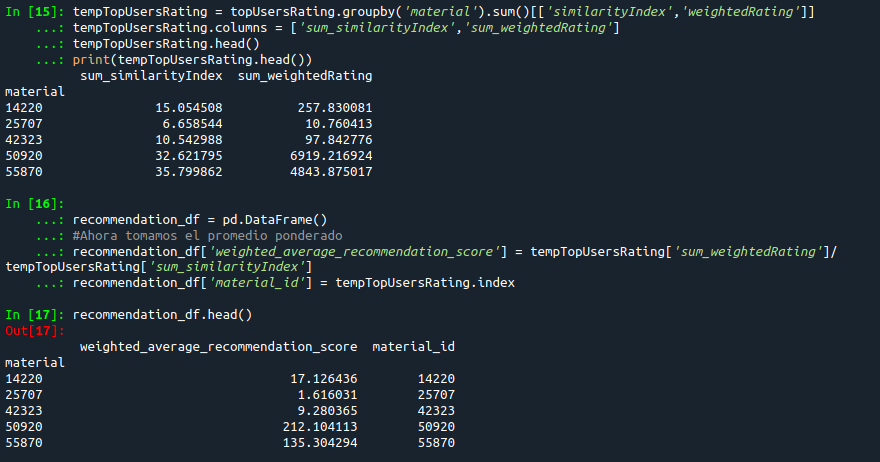 In [15]: tempTopUsersRating = topUsersRating.groupby('material').sum()[['similarityIndex','weightedRating']]
...: tempTopUsersRating.columns = ['sum_similarityIndex','sum_weightedRating']
...: tempTopUsersRating.head()
...: print(tempTopUsersRating.head())
sum_similarityIndex sum_weightedRating
material
14220 15.054508 257.830081
25707 6.658544 10.760413
42323 10.542988 97.842776
50920 32.621795 6919.216924
55870 35.799862 4843.875017
In [16]:
...: recommendation_df = pd.DataFrame()
...: #Ahora tomamos el promedio ponderado
...: recommendation_df['weighted_average_recommendation_score'] = tempTopUsersRating['sum_weightedRating']/
tempTopUsersRating['sum_similarityIndex']
...: recommendation_df['material_id'] = tempTopUsersRating.index
In [17]: recommendation_df.head()
Out[17]:
weighted_average_recommendation_score material_id
material
14220 17.126436 14220
25707 1.616031 25707
42323 9.280365 42323
50920 212.104113 50920
55870 135.304294 55870